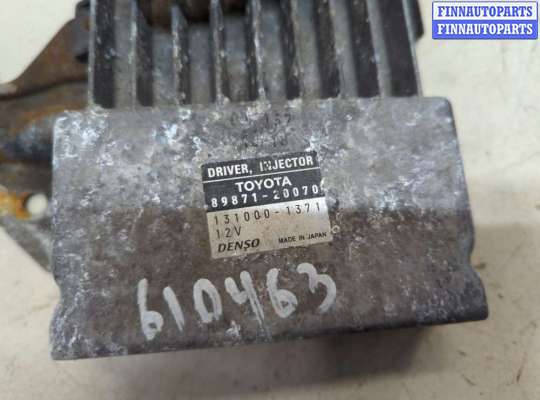 FINNAUTOPARTS
FINNAUTOPARTS
DRIVER, INJECTOR
TOYOTA
89871-20070
131000-1371
12V
DENSO MADE IN JAPAN
610463